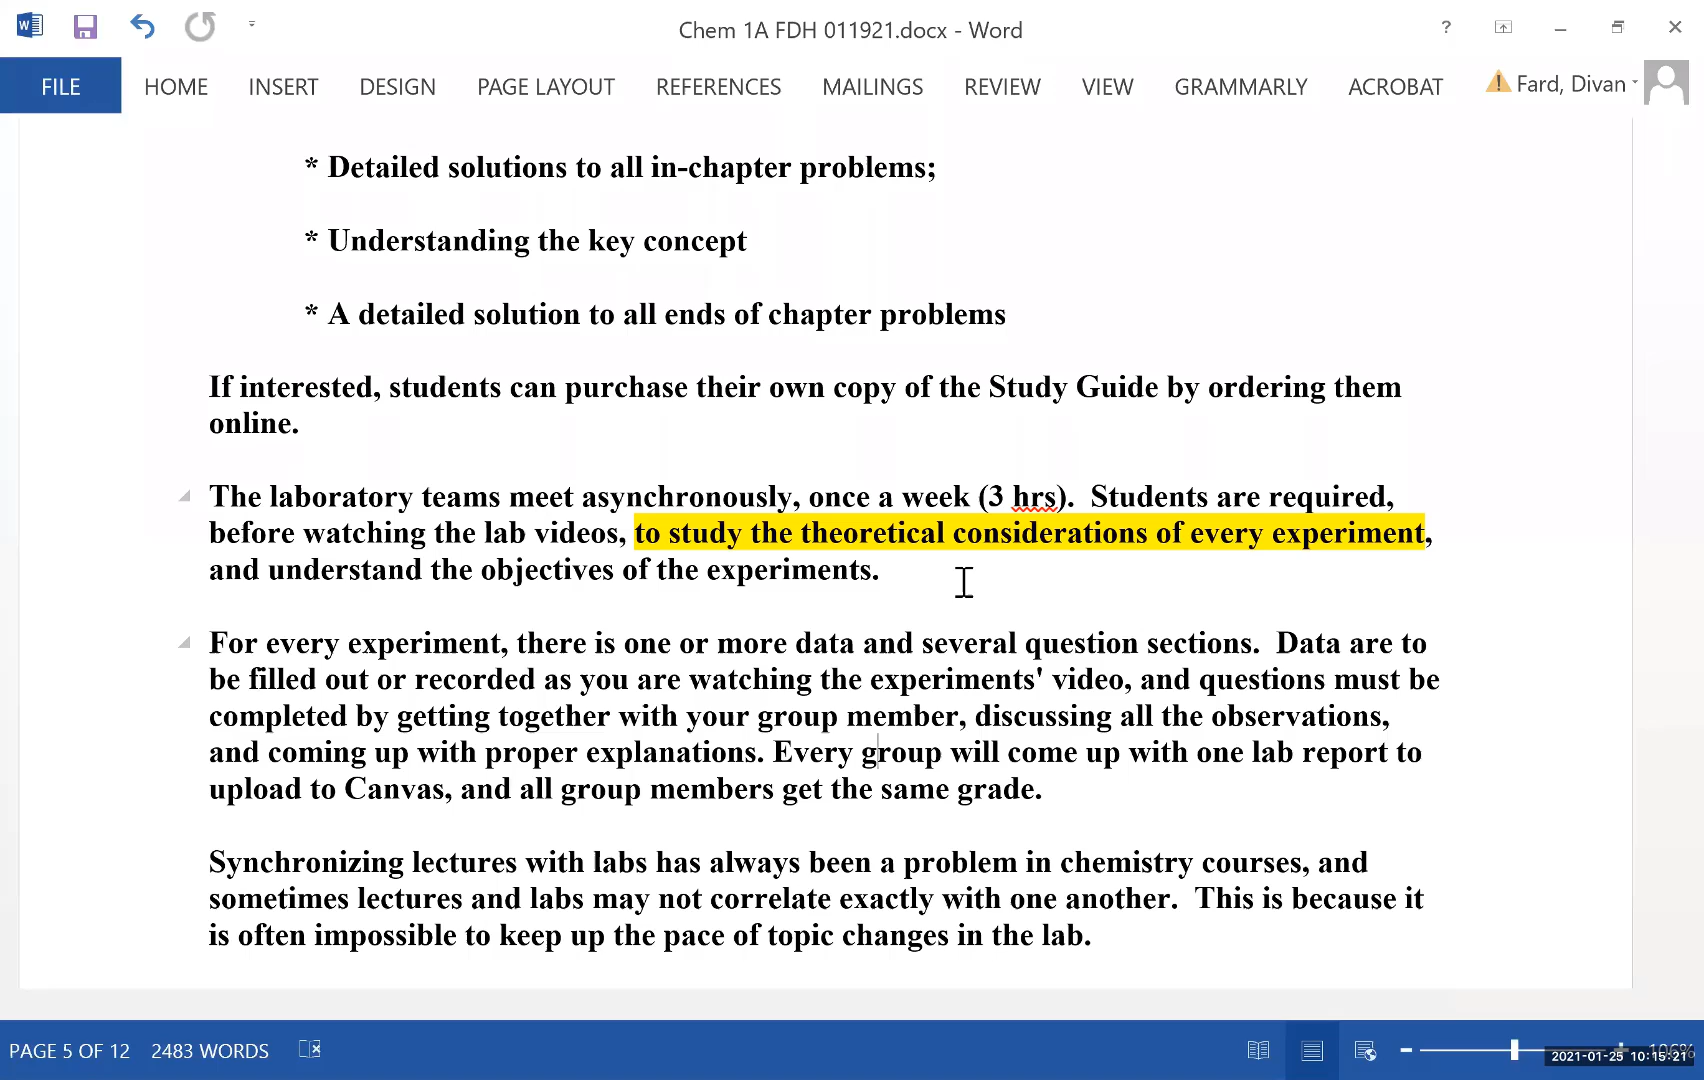 Chem 1A FDH 011921.docx - Word
?
FILE HOME INSERT DESIGN PAGE LAYOUT REFERENCES MAILINGS REVIEW VIEW GRAMMARLY ACROBAT Fard, Divan
* Detailed solutions to all in-chapter problems;
* Understanding the key concept
* A detailed solution to all ends of chapter problems
If interested, students can purchase their own copy of the Study Guide by ordering them
online.
The laboratory teams meet asynchronously, once a week (3 hrs).  Students are required,
before watching the lab videos, to study the theoretical considerations of every experiment,
and understand the objectives of the experiments.
For every experiment, there is one or more data and several question sections.  Data are to
be filled out or recorded as you are watching the experiments' video, and questions must be
completed by getting together with your group member, discussing all the observations,
and coming up with proper explanations. Every group will come up with one lab report to
upload to Canvas, and all group members get the same grade.
Synchronizing lectures with labs has always been a problem in chemistry courses, and
sometimes lectures and labs may not correlate exactly with one another.  This is because it
is often impossible to keep up the pace of topic changes in the lab.
PAGE 5 OF 12 2483 WORDS
2021-01-25 10:15:21